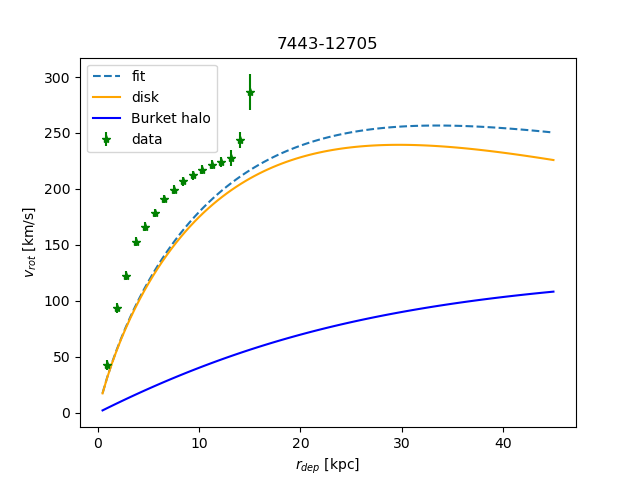 7443-12705
fit
disk
Burket halo
data
300
250
200
150
100
50
0
v_rot [km/s]
0 10 20 30 40
r_dep [kpc]